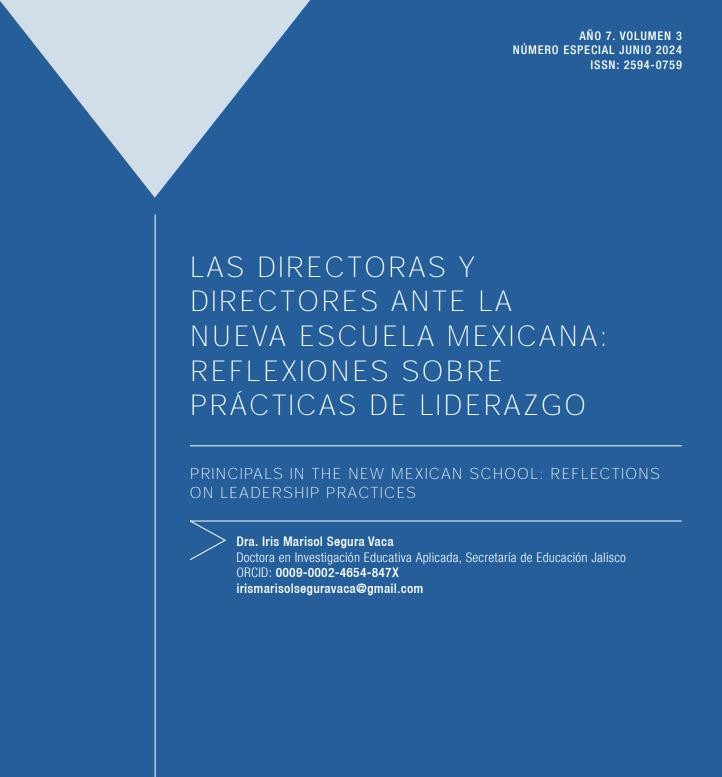 AÑO 7. VOLUMEN 3
NÚMERO ESPECIAL JUNIO 2024
ISSN: 2594-0759
LAS DIRECTORAS Y
DIRECTORES ANTE LA
NUEVA ESCUELA MEXICANA:
REFLEXIONES SOBRE
PRÁCTICAS DE LIDERAZGO
PRINCIPALS IN THE NEW MEXICAN SCHOOL: REFLECTIONS
ON LEADERSHIP PRACTICES
Dra. Iris Marisol Segura Vaca
Doctora en Investigación Educativa Aplicada, Secretaría de Educación Jalisco
ORCID: 0009-0002-4654-847X
irismarisolseguravaca@gmail.com